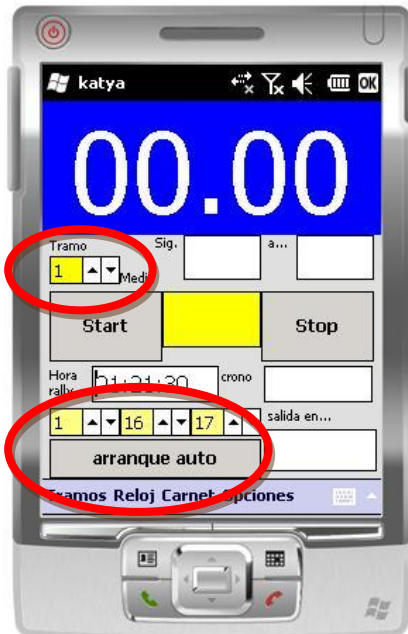 katya OK
00.00
Tramo Sig. a...
1 Medi
Start Stop
Hora crono
rally 01:21:30
1 16 17 salida en...
arranque auto
Tramos Reloj Carnet Opciones